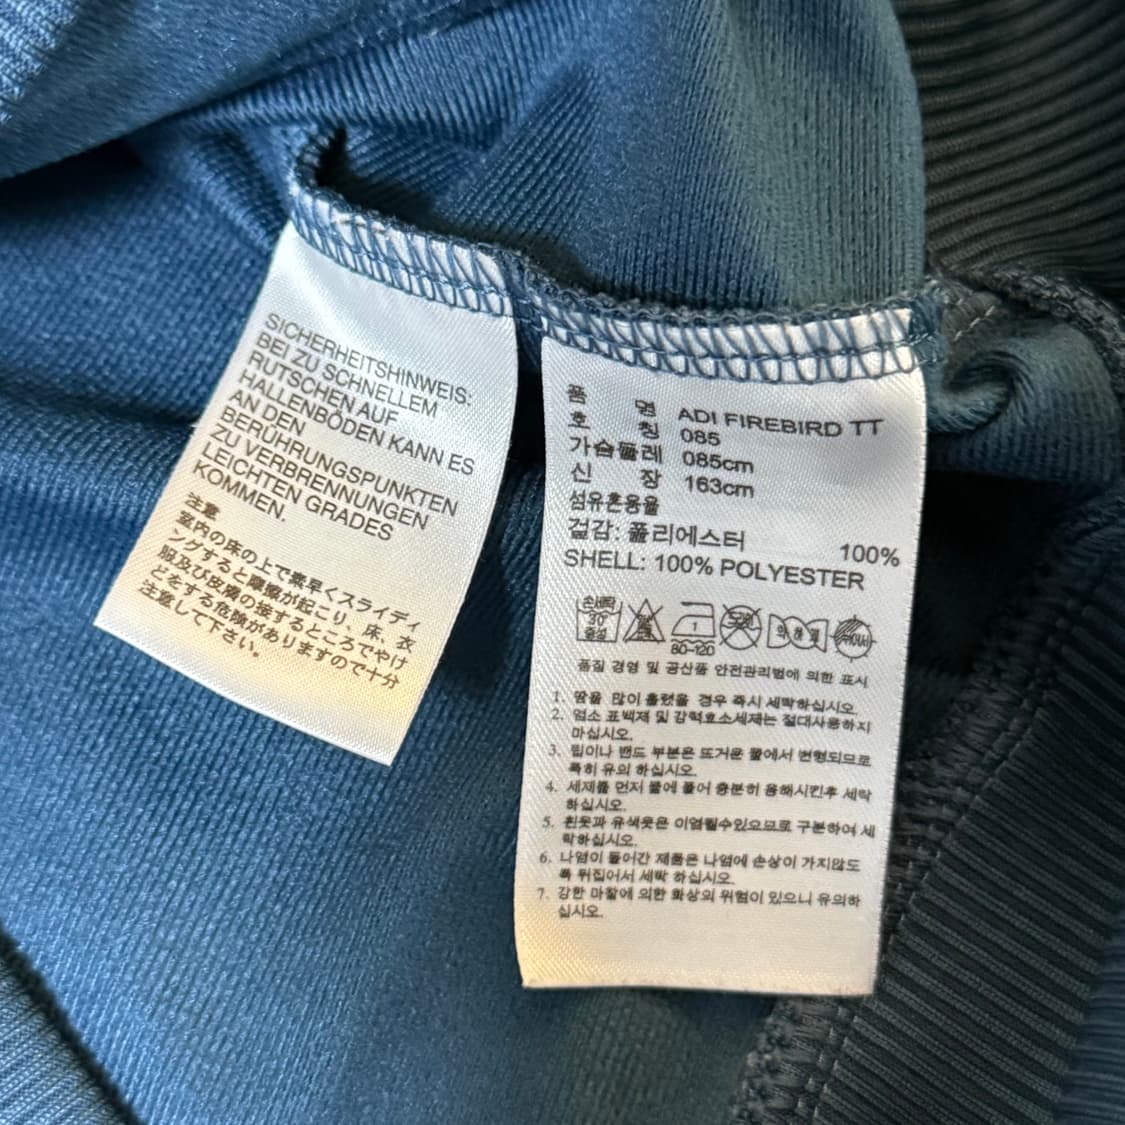 SICHERHEITSHINWEIS:
BEI ZU SCHNELLEM
RUTSCHEN AUF
HALLENBÖDEN KANN ES
AN DEN
BERÜHRUNGSPUNKTEN
ZU VERBRENNUNGEN
LEICHTEN GRADES
KOMMEN.
注意
室内の床の上で素早くスライディ
ングすると摩擦が起こり、床、衣
服及び皮膚の接するところでやけ
どをする危険がありますので十分
注意して下さい。
품 명 ADI FIREBIRD TT
호 칭 085
가슴둘레 085cm
신 장 163cm
섬유혼용율
겉감: 폴리에스터 100%
SHELL: 100% POLYESTER
손세탁
30°
중성
1
80-120
드라이
품질 경영 및 공산품 안전관리법에 의한 표시
1. 땀을 많이 흘렸을 경우 즉시 세탁하십시오.
2. 염소 표백제 및 강력효소세제는 절대사용하지
마십시오.
3. 립이나 밴드 부분은 뜨거운 물에서 변형되므로
특히 유의 하십시오.
4. 세제를 먼저 물에 풀어 충분히 용해시킨후 세탁
하십시오.
5. 흰옷과 유색옷은 이염될수있으므로 구분하여 세
탁하십시오.
6. 나염이 들어간 제품은 나염에 손상이 가지않도
록 뒤집어서 세탁 하십시오.
7. 강한 마찰에 의한 화상의 위험이 있으니 유의하
십시오.